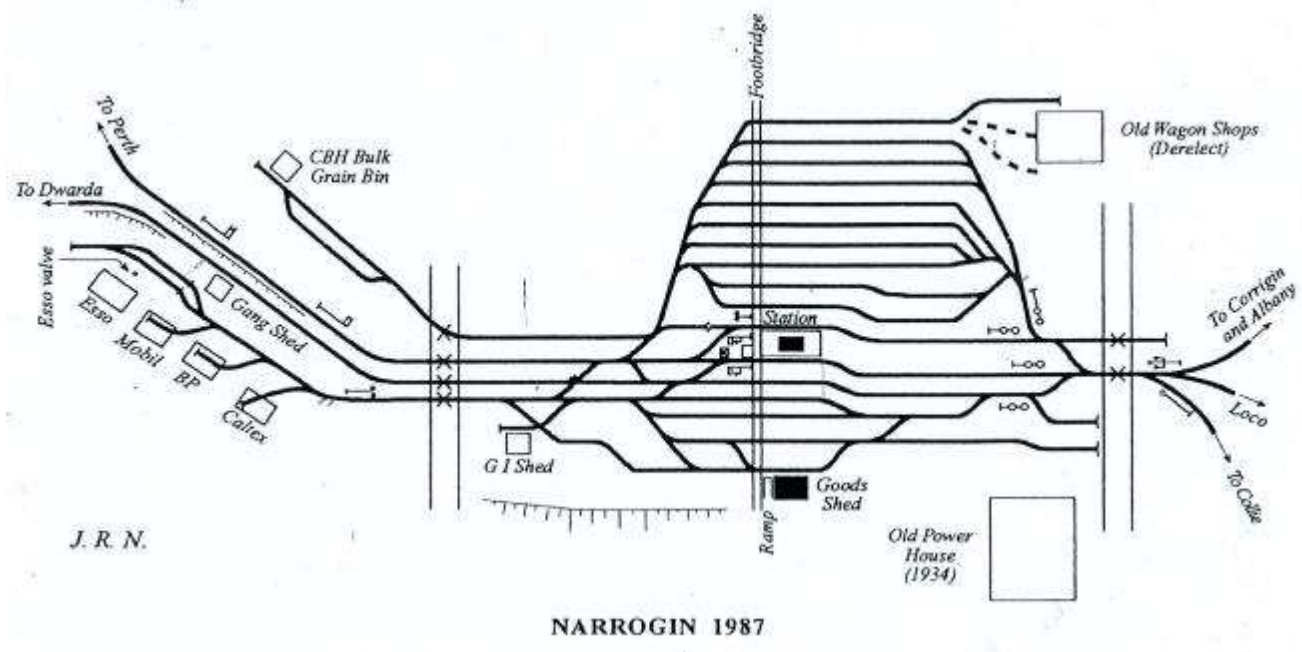 Footbridge
To Perth
CBH Bulk
Grain Bin
Old Wagon Shops
(Derelect)
To Dwarda
Esso valve
Esso
Gang Shed
Mobil
BP
Caltex
Station
To Corrigin
and Albany
Loco
To Collie
G I Shed
Goods
Shed
Ramp
Old Power
House
(1934)
J. R. N.
NARROGIN 1987